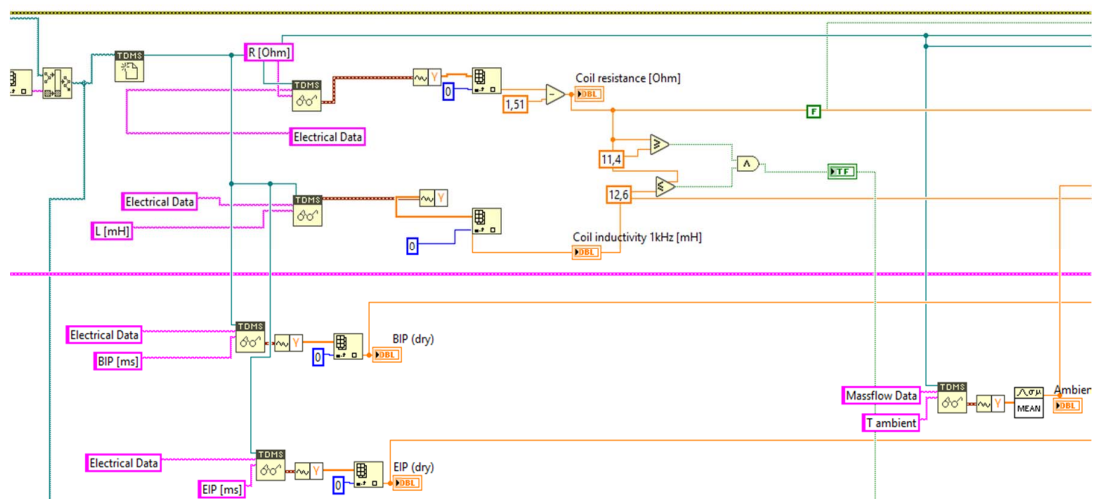 TDMS
R [Ohm]
TDMS
Y
0
1,51
Coil resistance [Ohm]
DBL
F
Electrical Data
11,4
TF
Electrical Data
TDMS
Y
12,6
L [mH]
0
Coil inductivity 1kHz [mH]
DBL
TDMS
Electrical Data
Y
BIP (dry)
BIP [ms]
0
DBL
TDMS
Massflow Data
Y
MEAN
Ambien
DBL
T ambient
TDMS
Electrical Data
Y
EIP (dry)
EIP [ms]
0
DBL